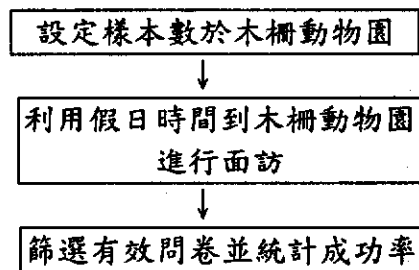 設定樣本數於木柵動物園
利用假日時間到木柵動物園
進行面訪
篩選有效問卷並統計成功率